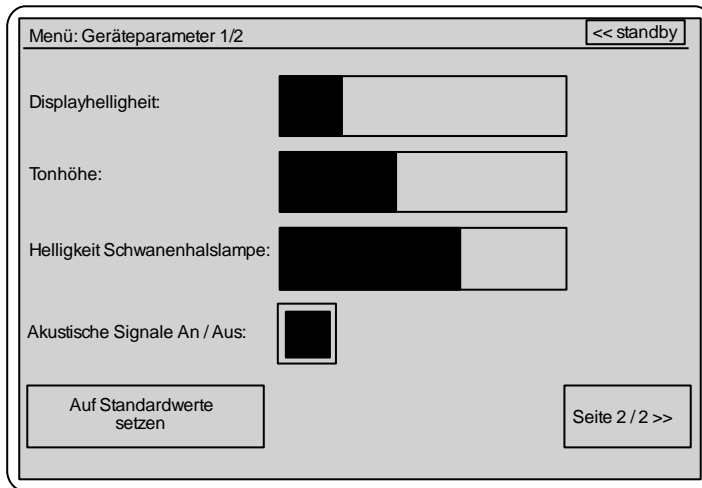 Menü: Geräteparameter 1/2
<< standby
Displayhelligheit:
Tonhöhe:
Helligkeit Schwanenhalslampe:
Akustische Signale An / Aus:
Auf Standardwerte
setzen
Seite 2 / 2 >>